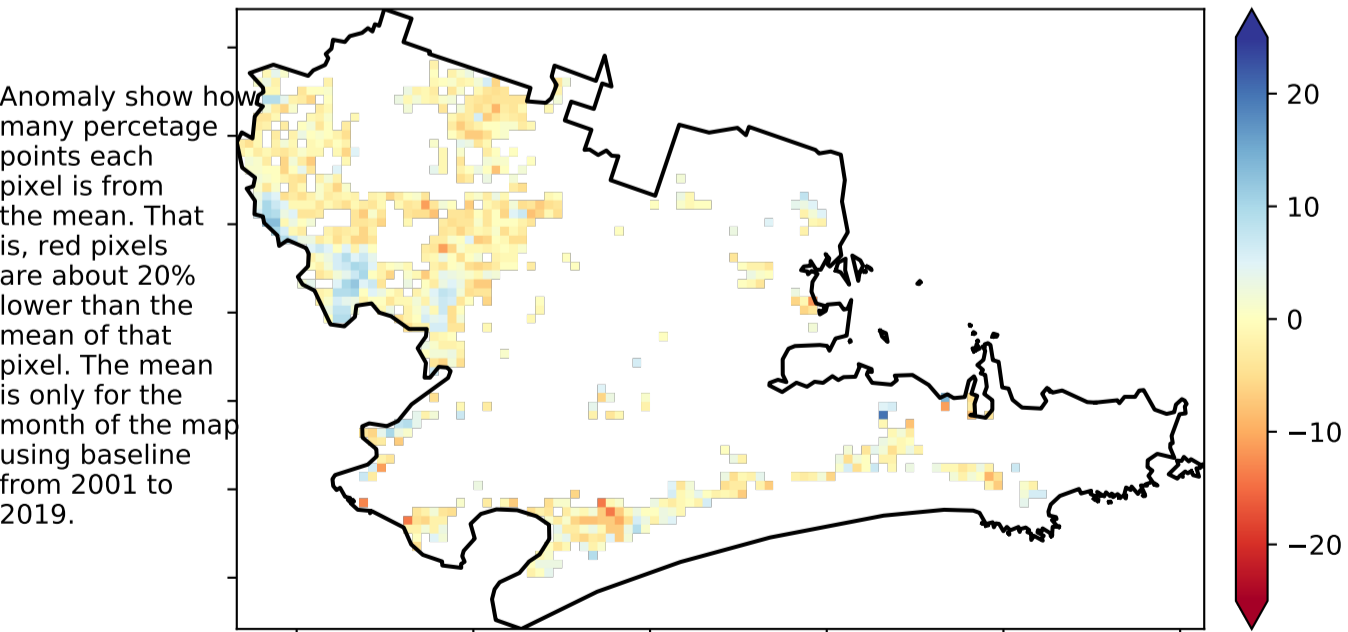 Anomaly show how
many percetage
points each
pixel is from
the mean. That
is, red pixels
are about 20%
lower than the
mean of that
pixel. The mean
is only for the
month of the map
using baseline
from 2001 to
2019.
20
10
0
−10
−20